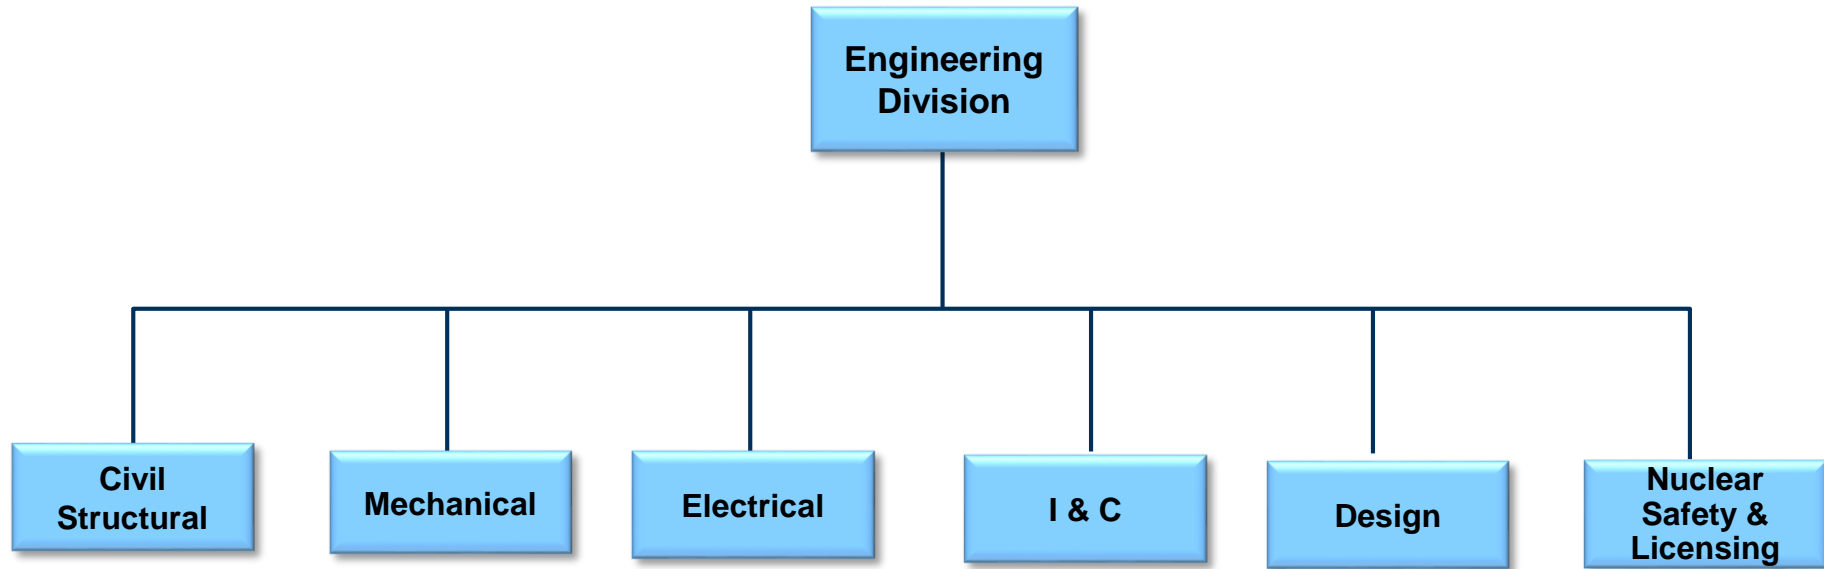 Engineering
Division
Civil
Structural
Mechanical
Electrical
I & C
Design
Nuclear
Safety &
Licensing